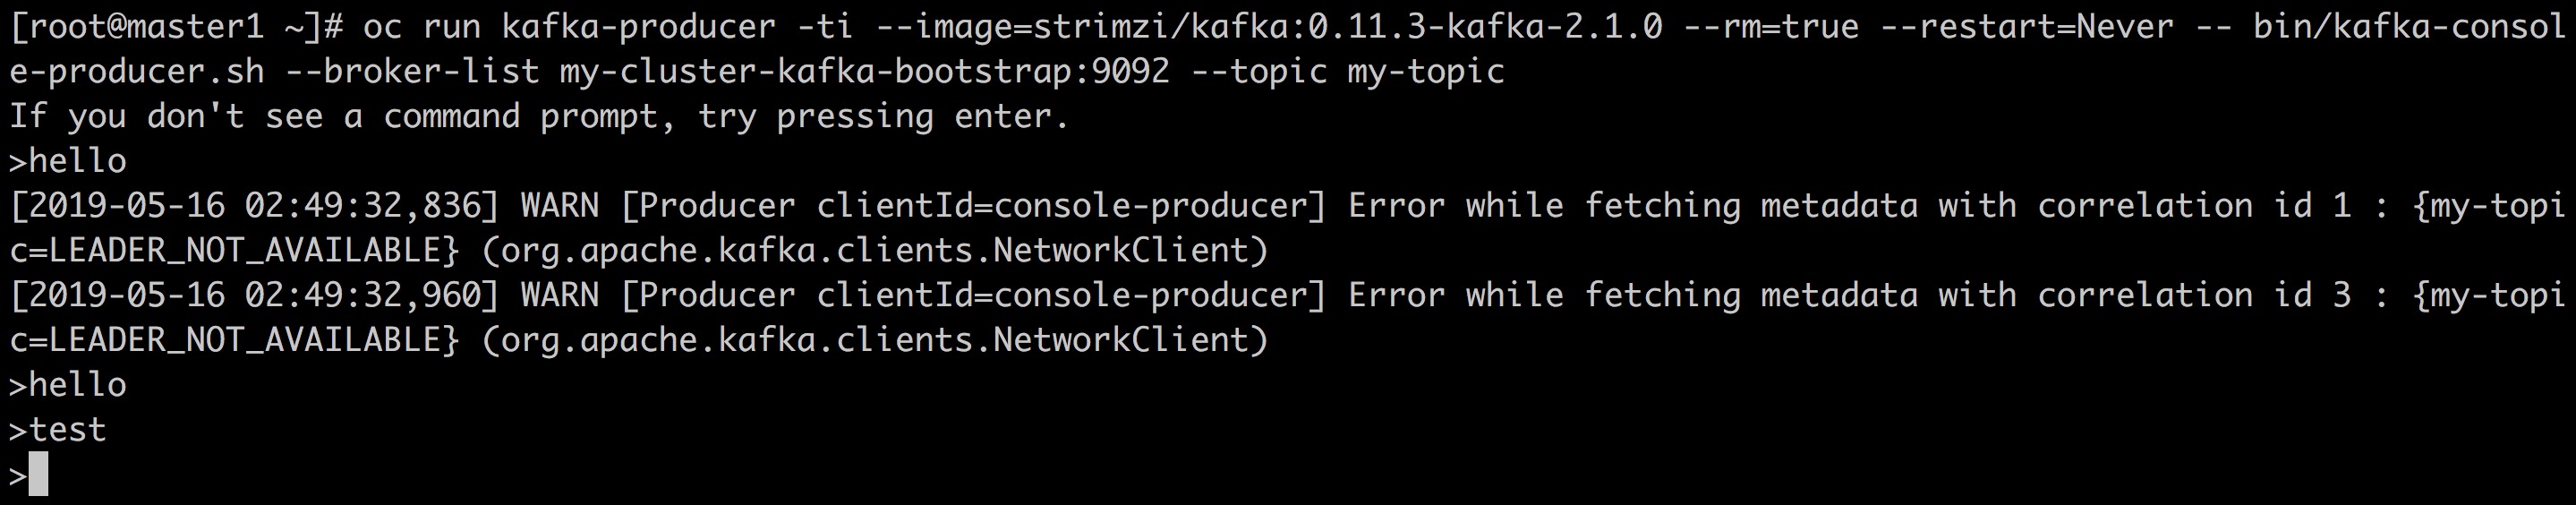 [root@master1 ~]# oc run kafka-producer -ti --image=strimzi/kafka:0.11.3-kafka-2.1.0 --rm=true --restart=Never -- bin/kafka-consol
e-producer.sh --broker-list my-cluster-kafka-bootstrap:9092 --topic my-topic
If you don't see a command prompt, try pressing enter.
>hello
[2019-05-16 02:49:32,836] WARN [Producer clientId=console-producer] Error while fetching metadata with correlation id 1 : {my-topi
c=LEADER_NOT_AVAILABLE} (org.apache.kafka.clients.NetworkClient)
[2019-05-16 02:49:32,960] WARN [Producer clientId=console-producer] Error while fetching metadata with correlation id 3 : {my-topi
c=LEADER_NOT_AVAILABLE} (org.apache.kafka.clients.NetworkClient)
>hello
>test
>